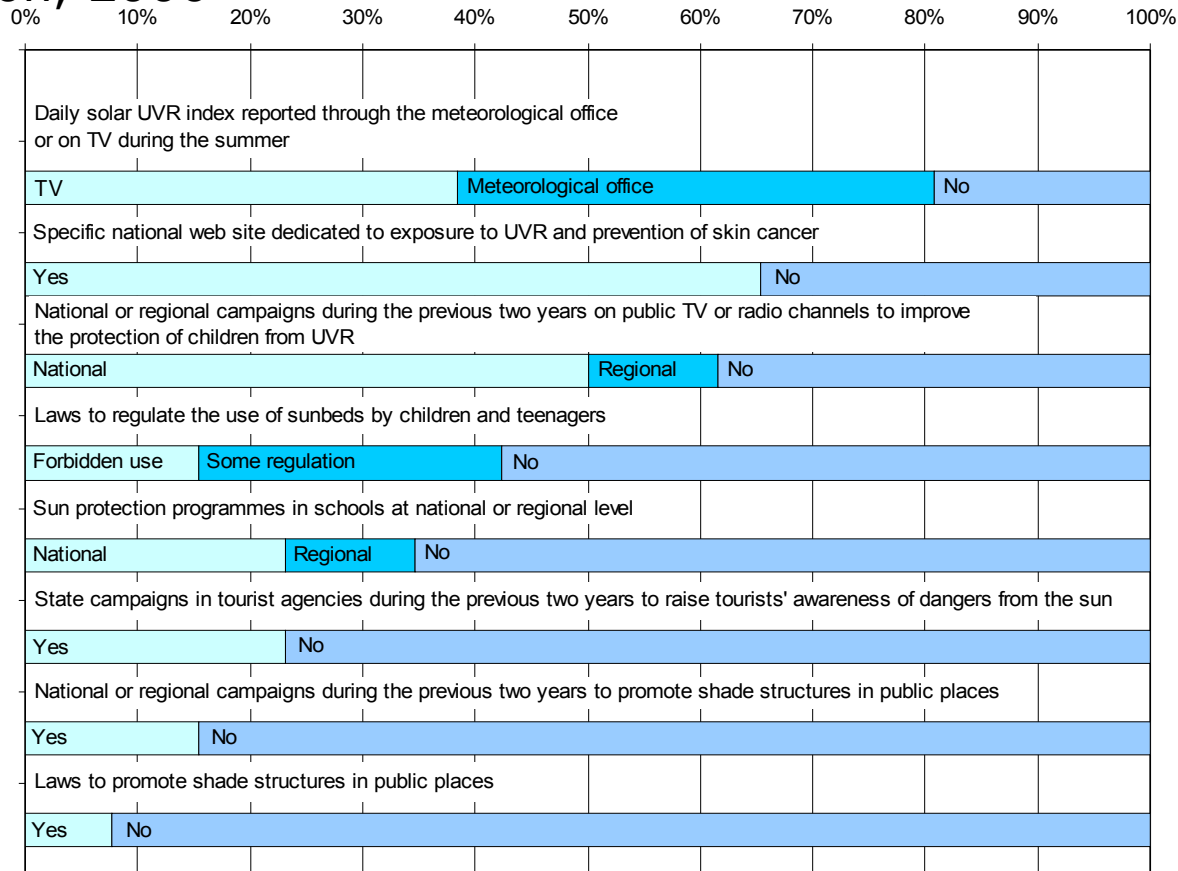 0% 10% 20% 30% 40% 50% 60% 70% 80% 90% 100%
Daily solar UVR index reported through the meteorological office
or on TV during the summer
TV Meteorological office No
Specific national web site dedicated to exposure to UVR and prevention of skin cancer
Yes No
National or regional campaigns during the previous two years on public TV or radio channels to improve
the protection of children from UVR
National Regional No
Laws to regulate the use of sunbeds by children and teenagers
Forbidden use Some regulation No
Sun protection programmes in schools at national or regional level
National Regional No
State campaigns in tourist agencies during the previous two years to raise tourists' awareness of dangers from the sun
Yes No
National or regional campaigns during the previous two years to promote shade structures in public places
Yes No
Laws to promote shade structures in public places
Yes No